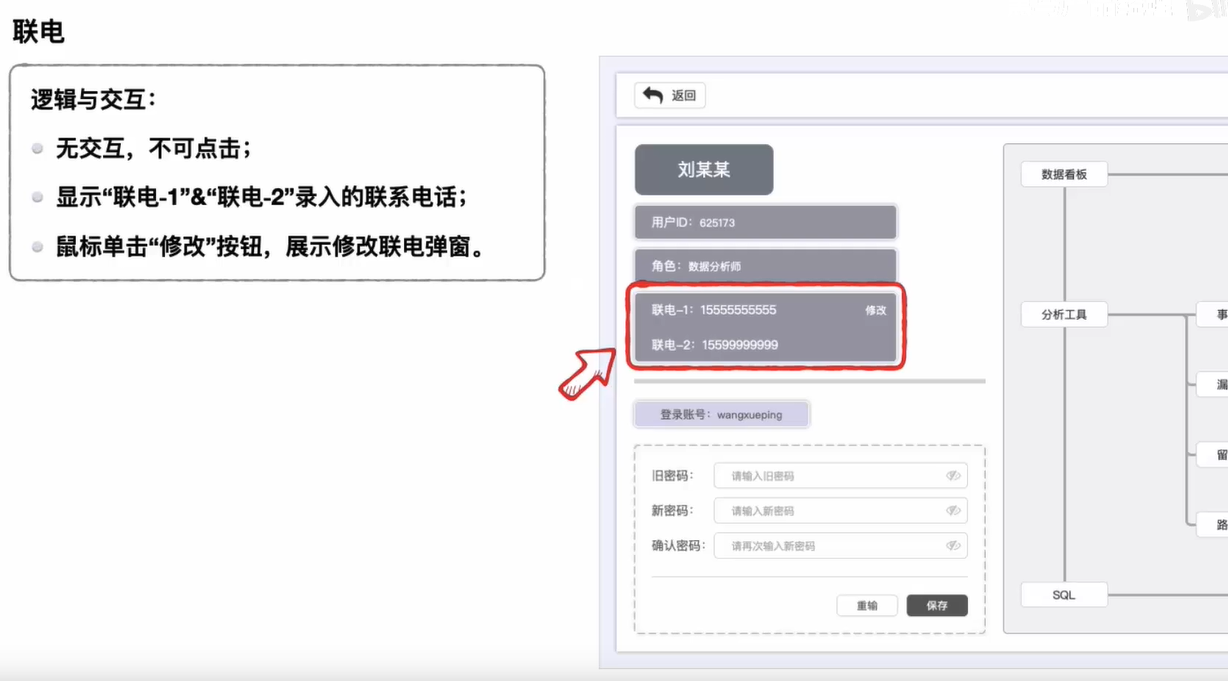 联电
逻辑与交互：
无交互，不可点击；
显示“联电-1”&“联电-2”录入的联系电话；
鼠标单击“修改”按钮，展示修改联电弹窗。
返回
刘某某
用户ID：625173
角色：数据分析师
联电-1：15555555555 修改
联电-2：15599999999
登录账号：wangxueping
旧密码： 请输入旧密码
新密码： 请输入新密码
确认密码： 请再次输入新密码
重输 保存
数据看板
分析工具
事
漏
留
路
SQL